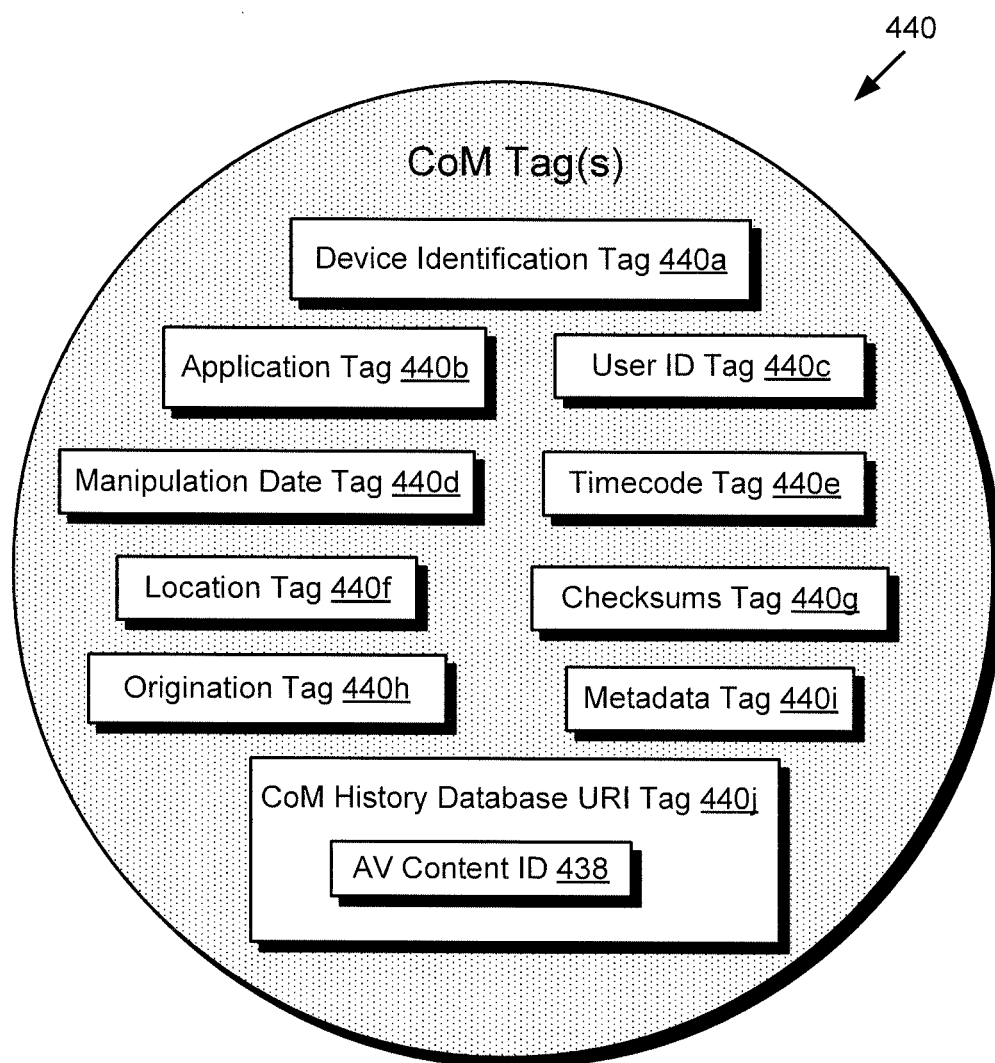 440
CoM Tag(s)
Device Identification Tag 440a
Application Tag 440b
User ID Tag 440c
Manipulation Date Tag 440d
Timecode Tag 440e
Location Tag 440f
Checksums Tag 440g
Origination Tag 440h
Metadata Tag 440i
CoM History Database URI Tag 440j
AV Content ID 438